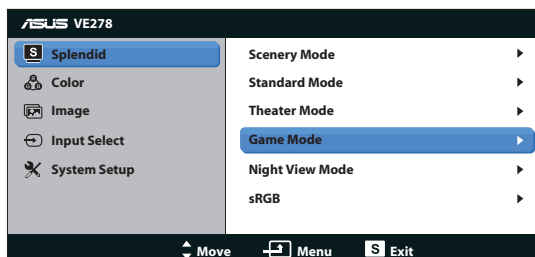 ASUS VE278
S Splendid
Color
Image
Input Select
System Setup
Scenery Mode
Standard Mode
Theater Mode
Game Mode
Night View Mode
sRGB
Move Menu S Exit